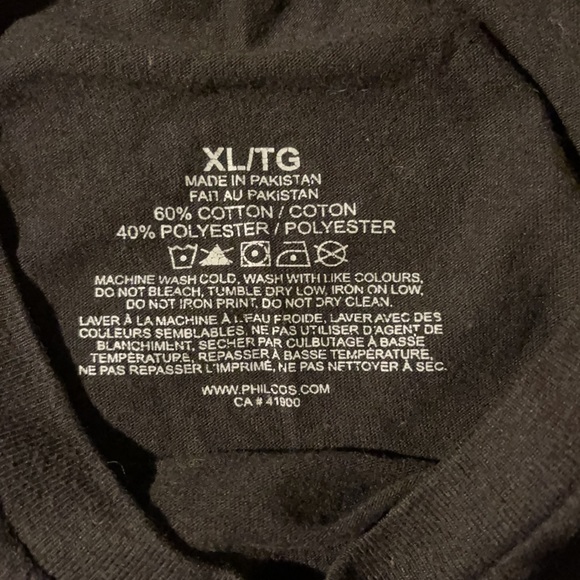 XL/TG
MADE IN PAKISTAN
FAIT AU PAKISTAN
60% COTTON / COTON
40% POLYESTER / POLYESTER
MACHINE WASH COLD, WASH WITH LIKE COLOURS,
DO NOT BLEACH, TUMBLE DRY LOW, IRON ON LOW,
DO NOT IRON PRINT, DO NOT DRY CLEAN.
LAVER À LA MACHINE À L'EAU FROIDE, LAVER AVEC DES
COULEURS SEMBLABLES, NE PAS UTILISER D'AGENT DE
BLANCHIMENT, SECHER PAR CULBUTAGE À BASSE
TEMPÉRATURE, REPASSER À BASSE TEMPÉRATURE,
NE PAS REPASSER L'IMPRIMÉ, NE PAS NETTOYER À SEC.
WWW.PHILCOS.COM
CA # 41900